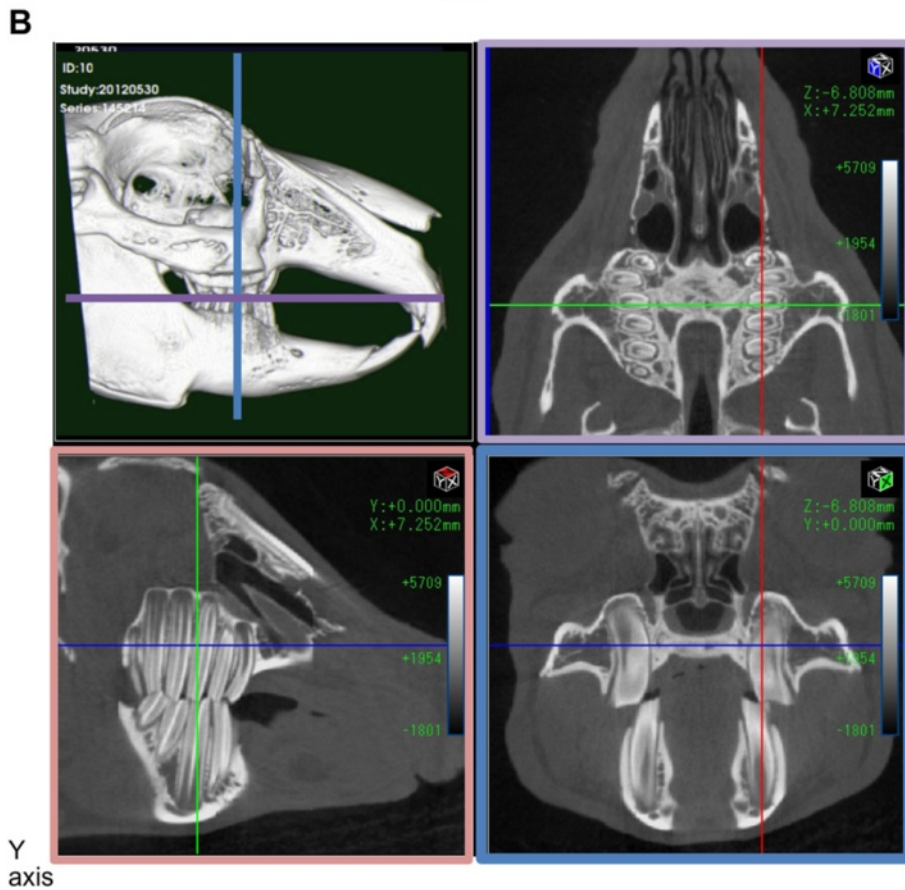 B
30530
ID:10
Study:20120530
Series:145214
Z:-6.808mm
X:+7.252mm
+5709
+1954
-1801
Y:+0.000mm
X:+7.252mm
+5709
+1954
-1801
Z:-6.808mm
Y:+0.000mm
+5709
+1954
-1801
Y
axis